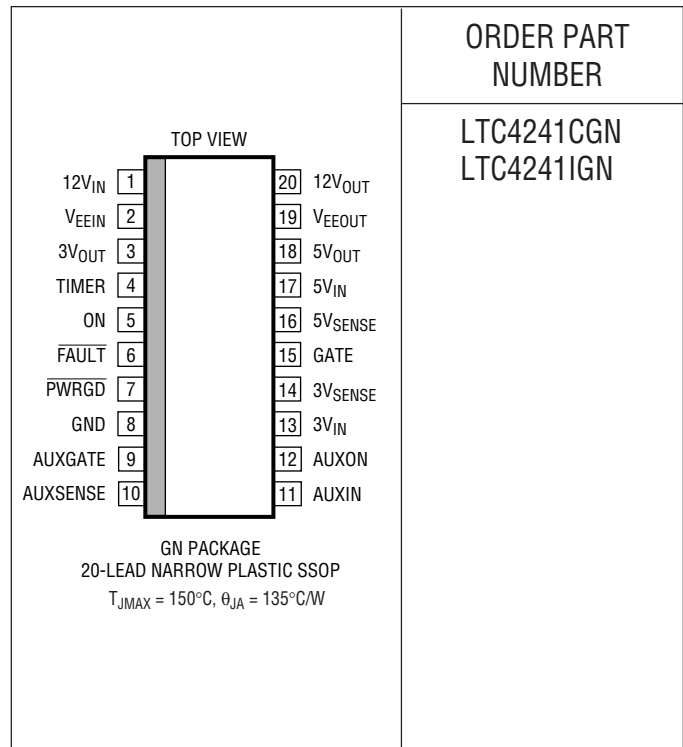 ORDER PART
NUMBER
LTC4241CGN
LTC4241IGN
TOP VIEW
12VIN 1 20 12VOUT
VEEIN 2 19 VEEOUT
3VOUT 3 18 5VOUT
TIMER 4 17 5VIN
ON 5 16 5VSENSE
FAULT 6 15 GATE
PWRGD 7 14 3VSENSE
GND 8 13 3VIN
AUXGATE 9 12 AUXON
AUXSENSE 10 11 AUXIN
GN PACKAGE
20-LEAD NARROW PLASTIC SSOP
TJMAX = 150°C, θJA = 135°C/W